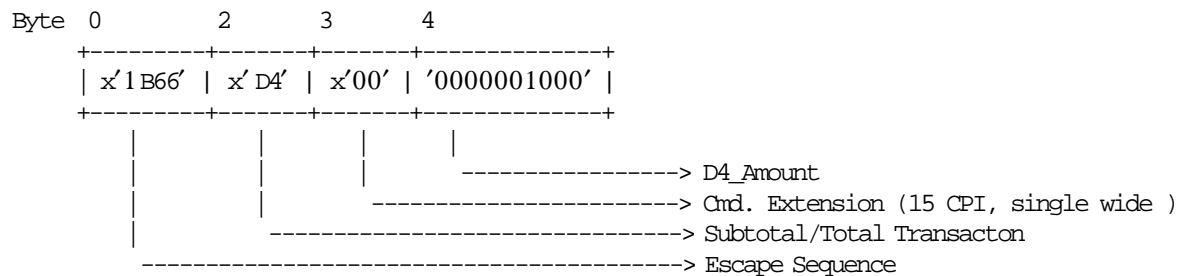 Byte 0 2 3 4
+---------+-------+-------+--------------+
| x′1B66′ | x′D4′ | x′00′ | ′0000001000′ |
+---------+-------+-------+--------------+
| | | |
| | | -----------------> D4_Amount
| | ------------------------> Cmd. Extension (15 CPI, single wide )
| --------------------------------> Subtotal/Total Transacton
------------------------------------------> Escape Sequence